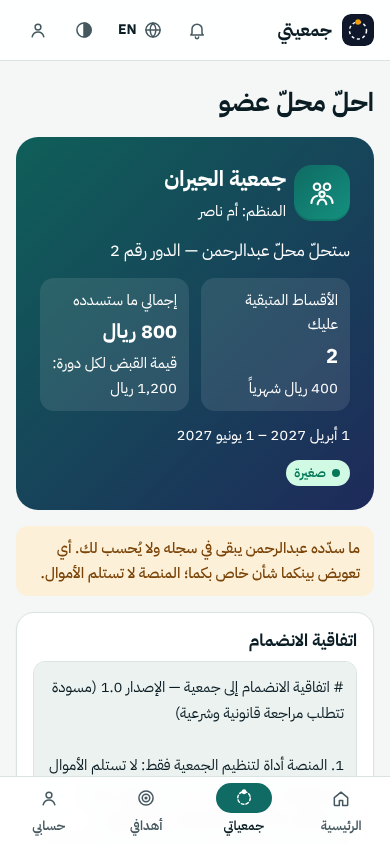 جمعيتي
EN
احلّ محلّ عضو
جمعية الجيران
المنظم: أم ناصر
ستحلّ محلّ عبدالرحمن — الدور رقم 2
الأقساط المتبقية
عليك
2
400 ريال شهرياً
إجمالي ما ستسدده
800 ريال
قيمة القبض لكل دورة:
1,200 ريال
1 أبريل 2027 – 1 يونيو 2027
صغيرة
ما سدّده عبدالرحمن يبقى في سجله ولا يُحسب لك. أي
تعويض بينكما شأن خاص بكما؛ المنصة لا تستلم الأموال.
اتفاقية الانضمام
# اتفاقية الانضمام إلى جمعية — الإصدار 1.0 (مسودة
تتطلب مراجعة قانونية وشرعية)
1. المنصة أداة لتنظيم الجمعية فقط: لا تستلم الأموال
الرئيسية
جمعياتي
أهدافي
حسابي